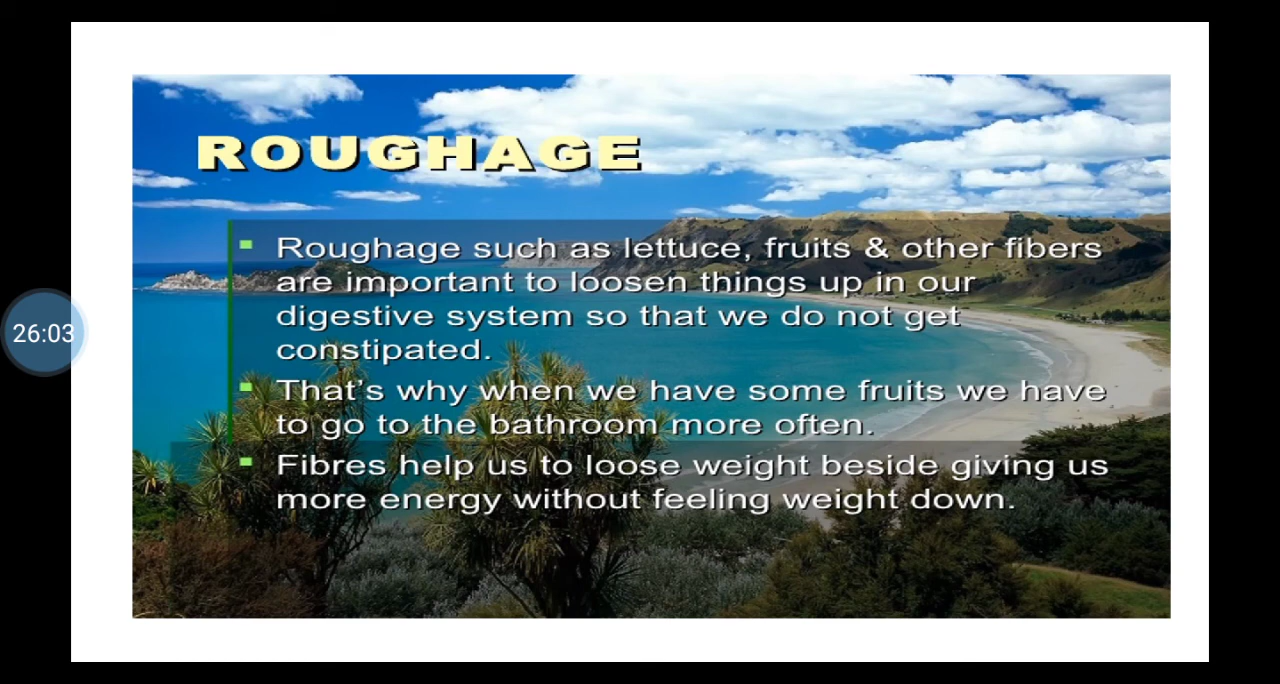 ROUGHAGE
Roughage such as lettuce, fruits & other fibers
are important to loosen things up in our
digestive system so that we do not get
constipated.
That’s why when we have some fruits we have
to go to the bathroom more often.
Fibres help us to loose weight beside giving us
more energy without feeling weight down.
26:03